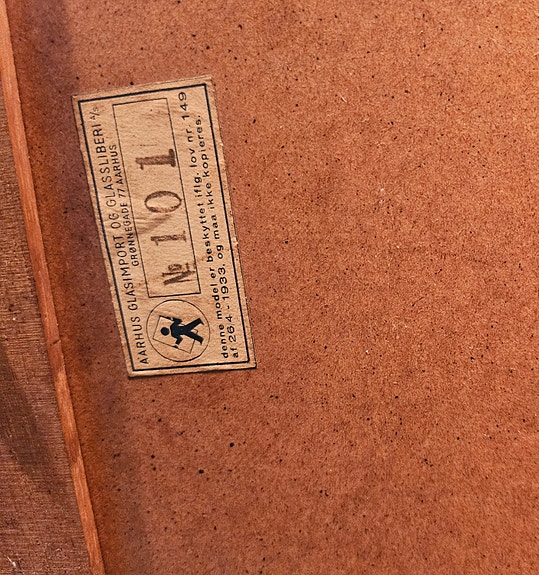 AARHUS GLASIMPORT OG GLASSLIBERI A/S
GRØNNEGADE 77 AARHUS
№ 101
denne model er beskyttet iflg. lov nr. 149
af 26⁄4 - 1933, og maa ikke kopieres.